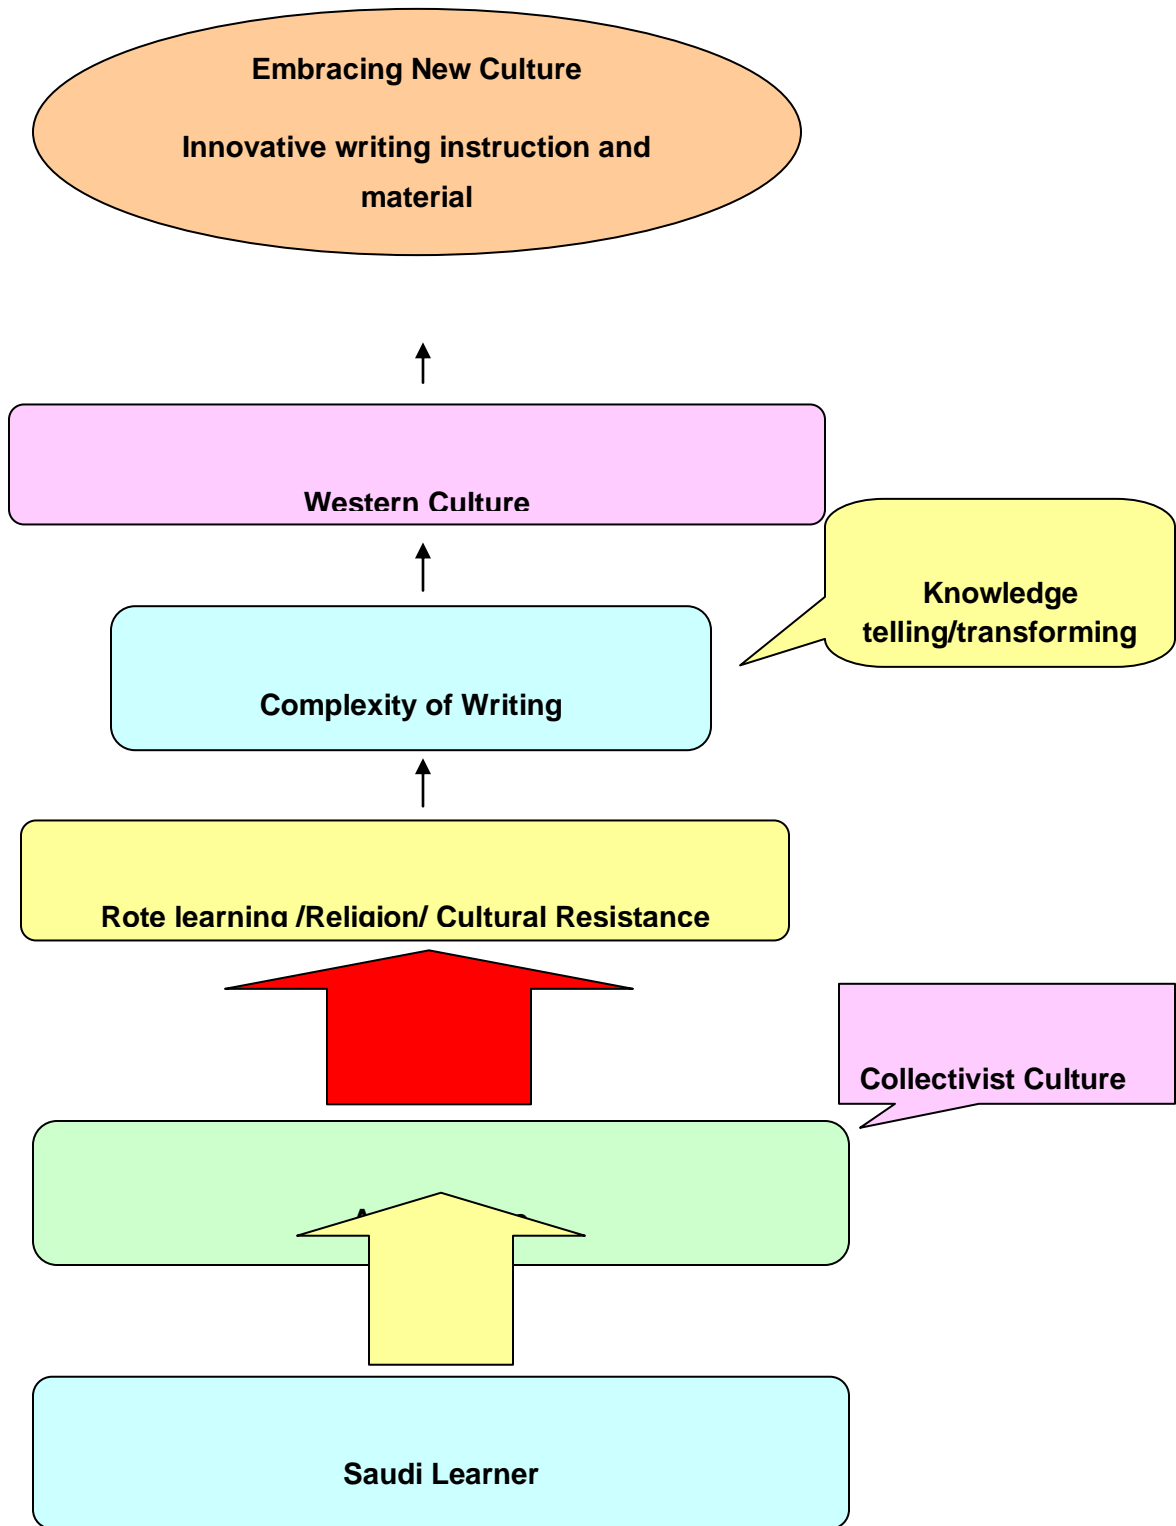 Embracing New Culture
Innovative writing instruction and
material
Western Culture
Knowledge
telling/transforming
Complexity of Writing
Rote learning /Religion/ Cultural Resistance
Collectivist Culture
Saudi Learner